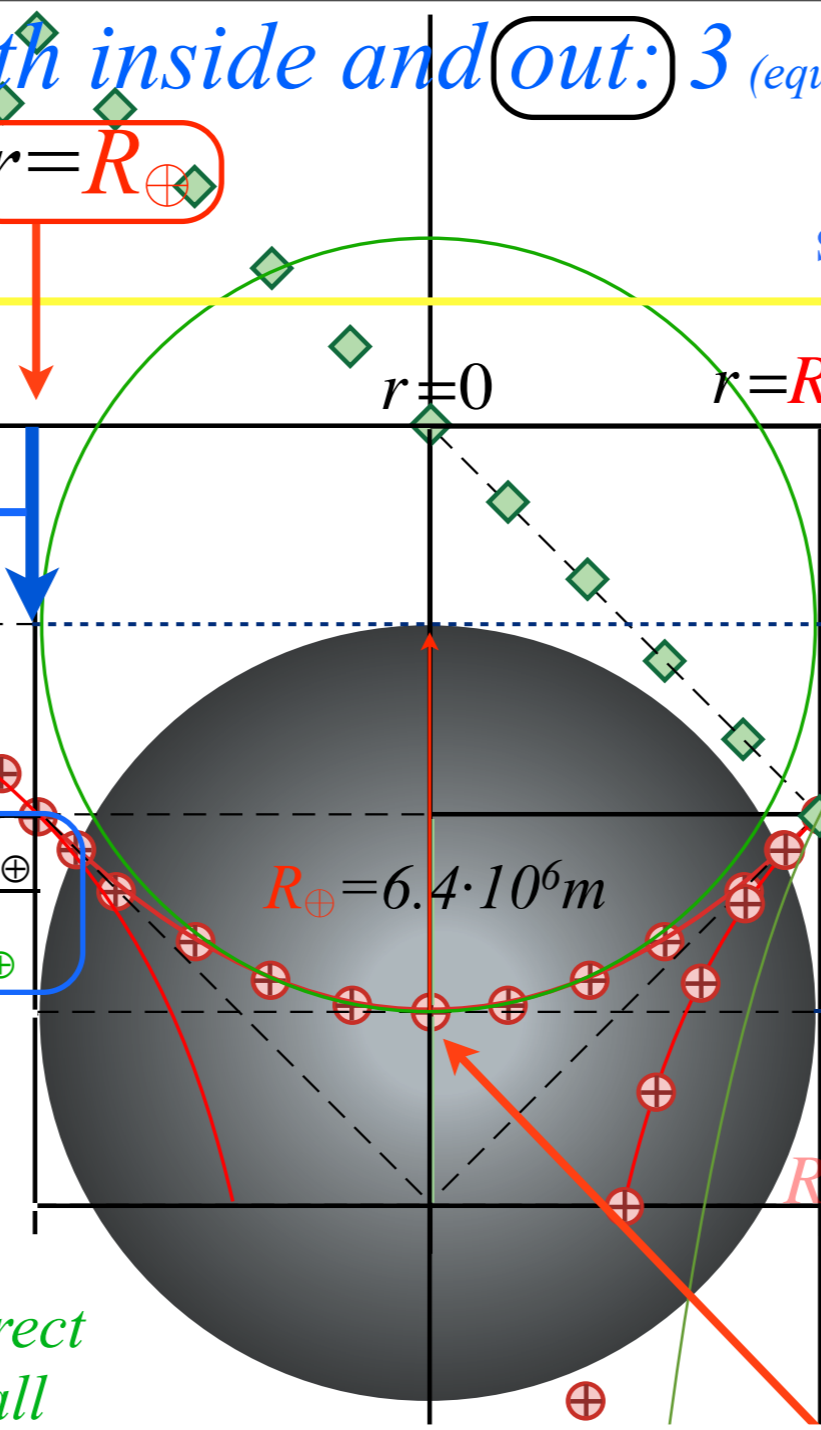 th inside and out: 3 (equ
r=R⊕
r=0
r=R
⊕
R⊕=6.4·10⁶m
⊕
R
rect
all